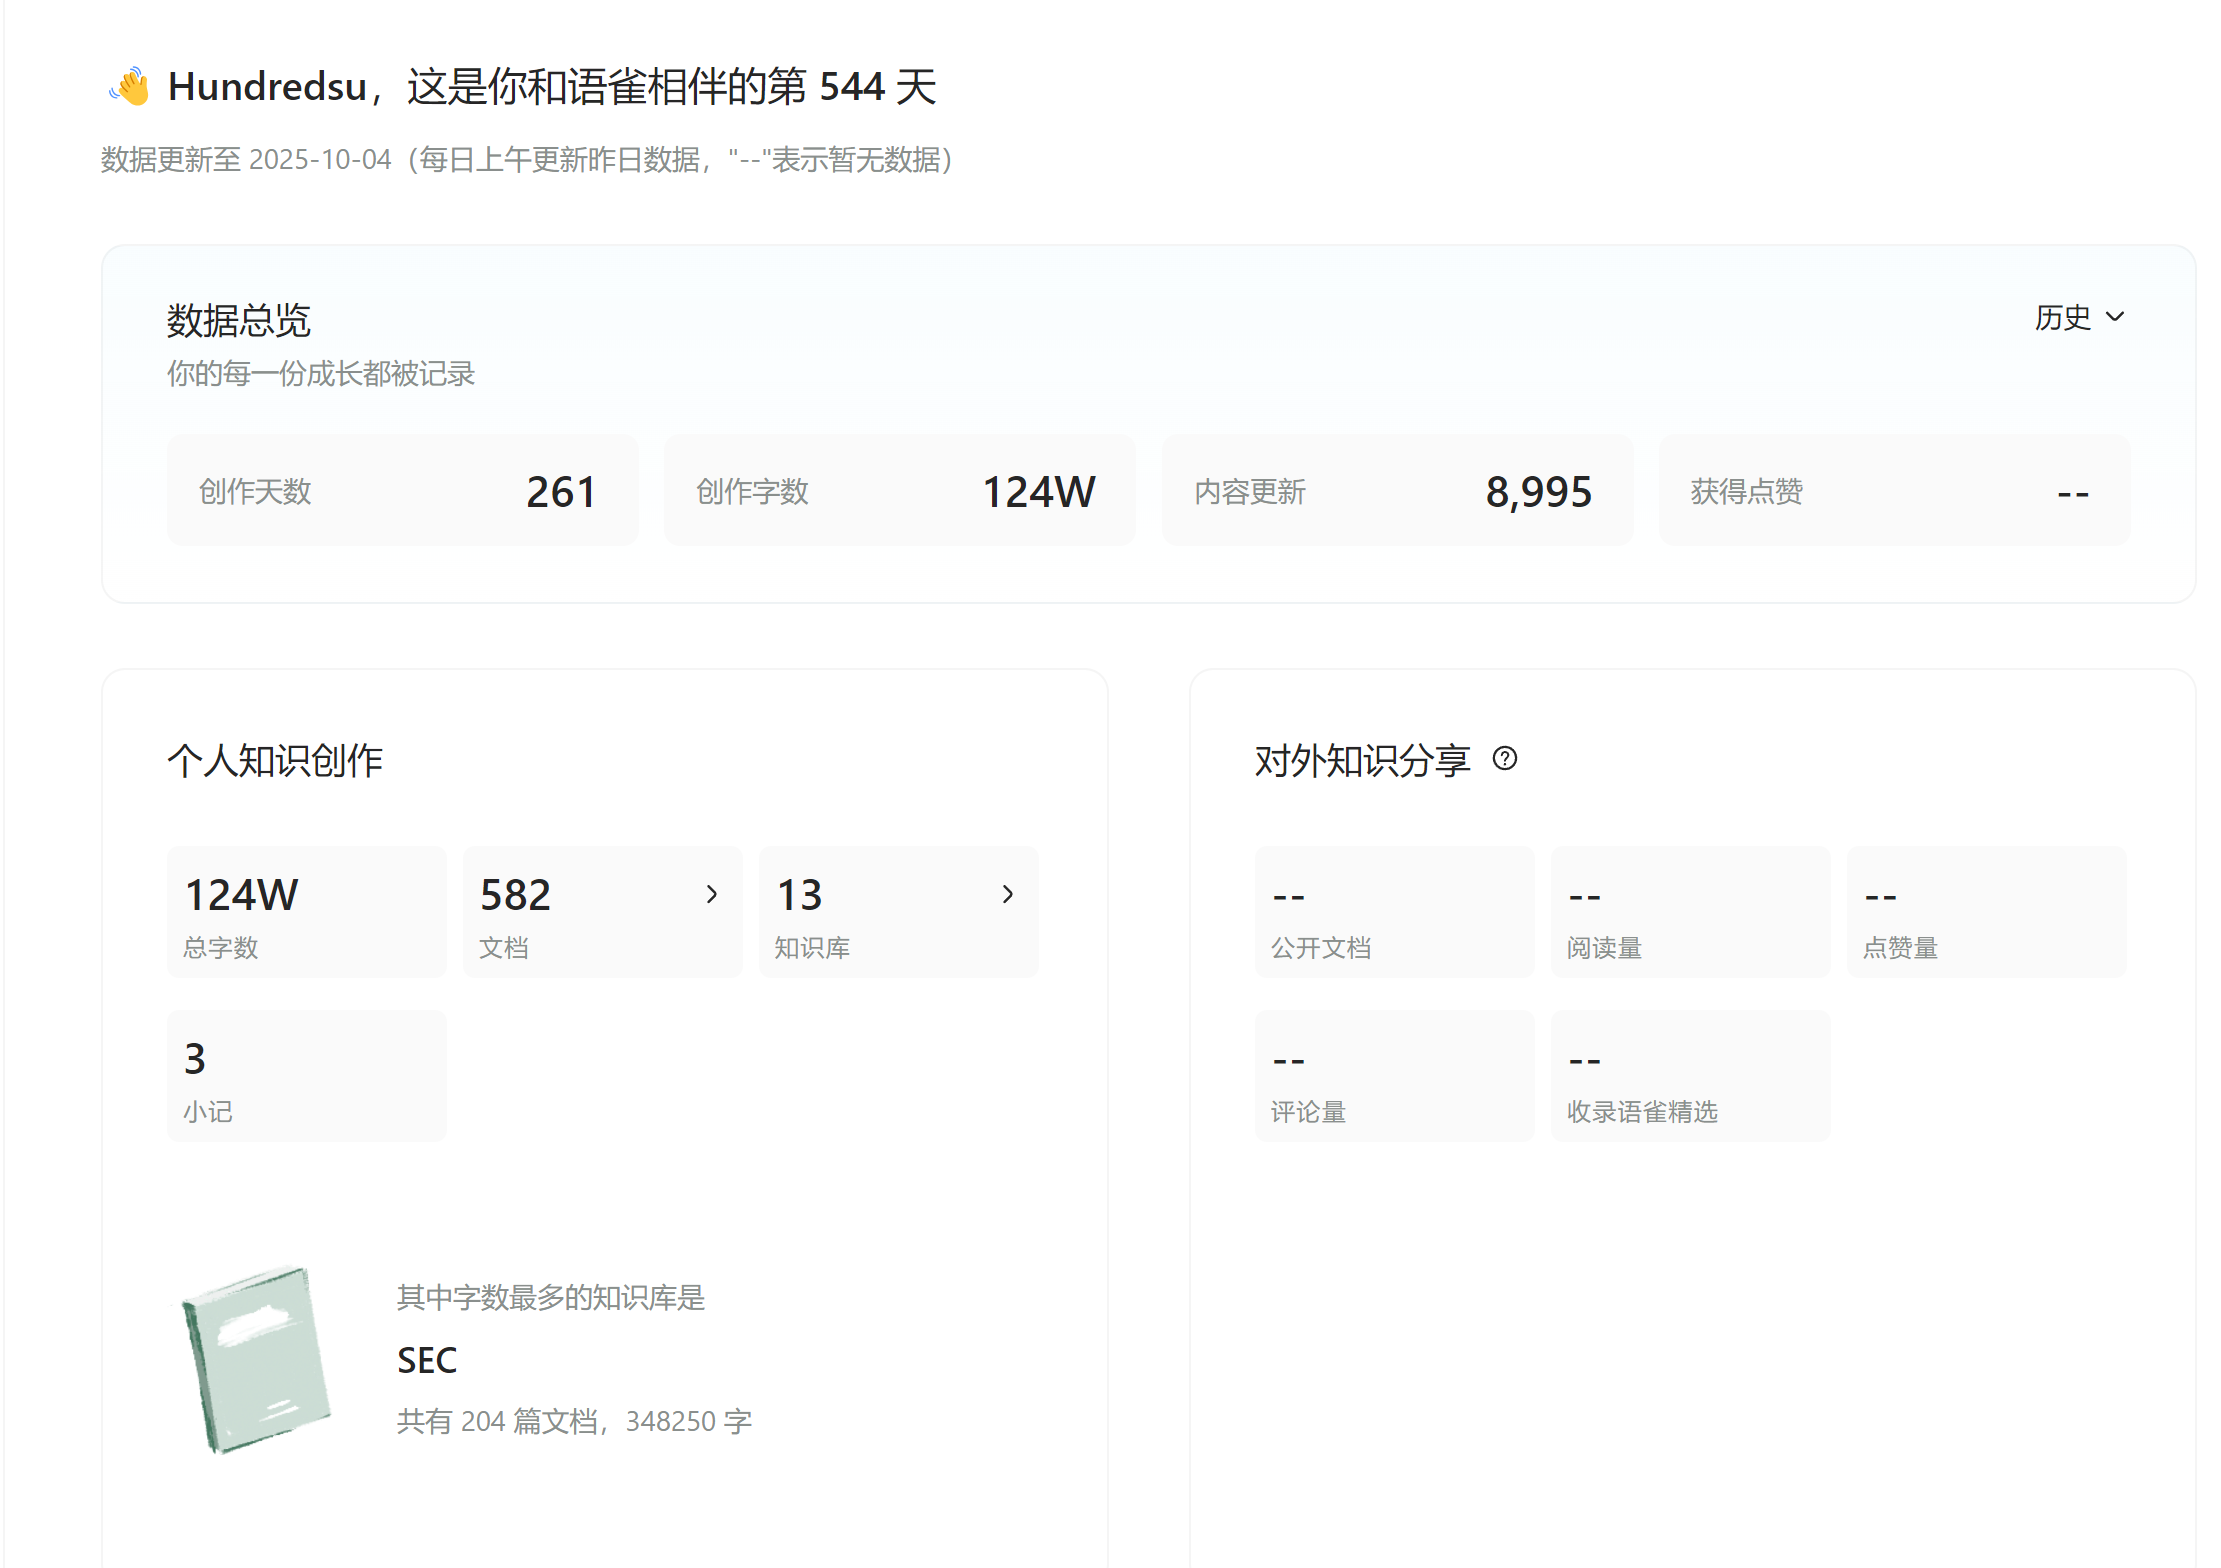 👋 Hundredsu，这是你和语雀相伴的第 544 天
数据更新至 2025-10-04（每日上午更新昨日数据，"--"表示暂无数据）
数据总览
历史
你的每一份成长都被记录
创作天数 261
创作字数 124W
内容更新 8,995
获得点赞 --
个人知识创作
124W
总字数
582
文档
13
知识库
3
小记
其中字数最多的知识库是
SEC
共有 204 篇文档，348250 字
对外知识分享
--
公开文档
--
阅读量
--
点赞量
--
评论量
--
收录语雀精选